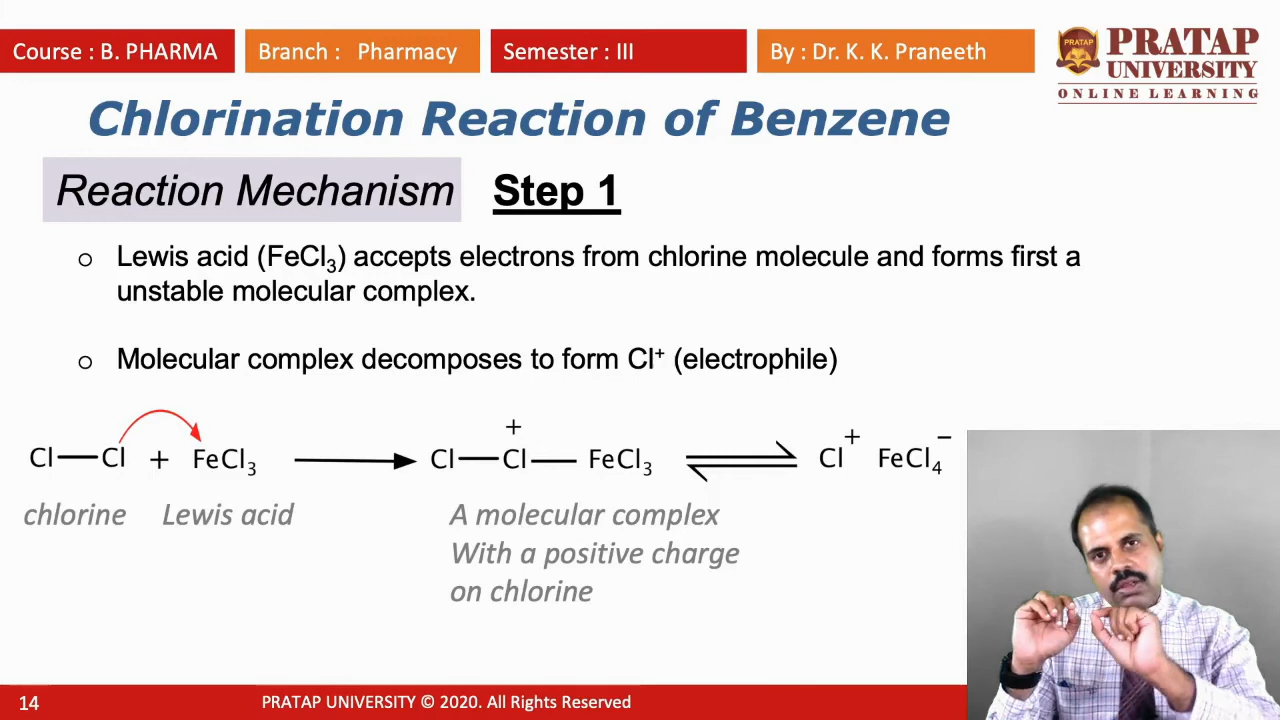 Course : B. PHARMA
Branch : Pharmacy
Semester : III
By : Dr. K. K. Praneeth
PRATAP
PRATAP
UNIVERSITY
ONLINE LEARNING
Chlorination Reaction of Benzene
Reaction Mechanism Step 1
o Lewis acid (FeCl₃) accepts electrons from chlorine molecule and forms first a
unstable molecular complex.
o Molecular complex decomposes to form Cl⁺ (electrophile)
Cl—Cl + FeCl₃ → Cl—Cl⁺—FeCl₃ ⇌ Cl⁺ FeCl₄⁻
chlorine Lewis acid A molecular complex
With a positive charge
on chlorine
14 PRATAP UNIVERSITY © 2020. All Rights Reserved